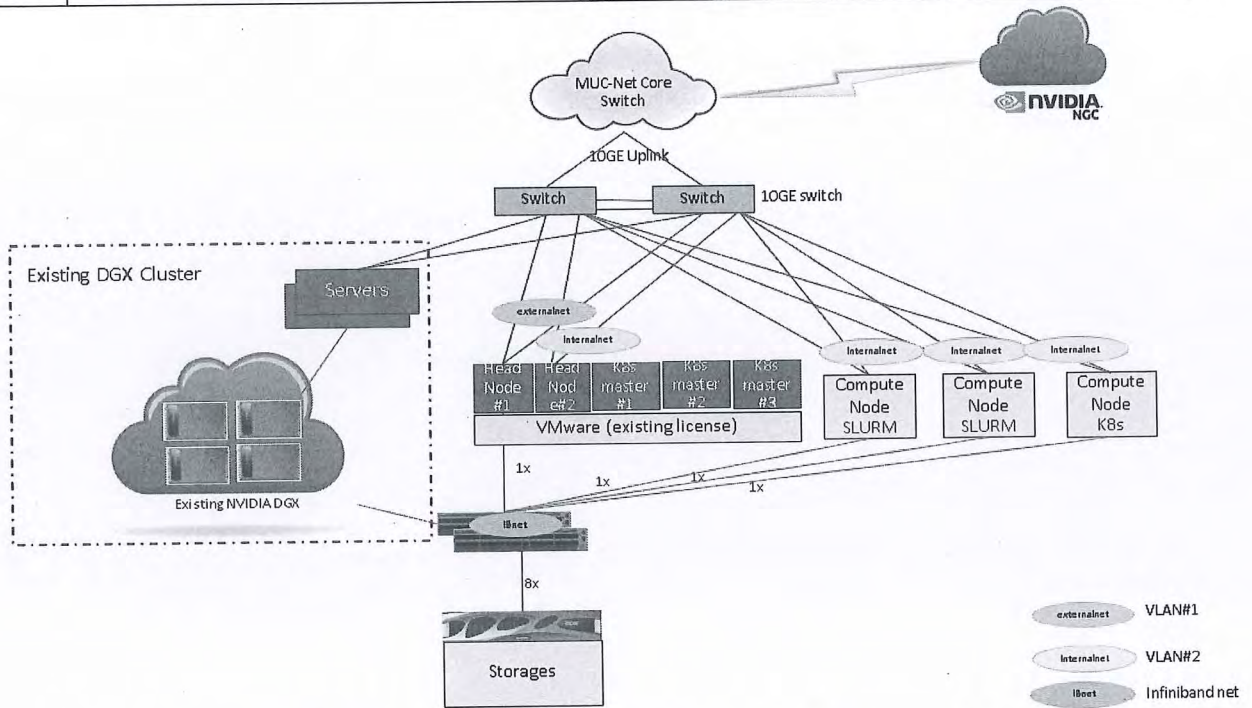 MUC-Net Core
Switch
NVIDIA.
NGC
10GE Uplink
Switch
Switch
10GE switch
Existing DGX Cluster
Servers
externalnet
Internalnet
Internalnet
Internalnet
Internalnet
Head
Node
#1
Head
Nod
e#2
K8s
master
#1
K8s
master
#2
K8s
master
#3
Compute
Node
SLURM
Compute
Node
SLURM
Compute
Node
K8s
VMware (existing license)
1x
1x
1x
1x
Existing NVIDIA DGX
IBnet
8x
Storages
externalnet
VLAN#1
Internalnet
VLAN#2
IBnet
Infiniband net